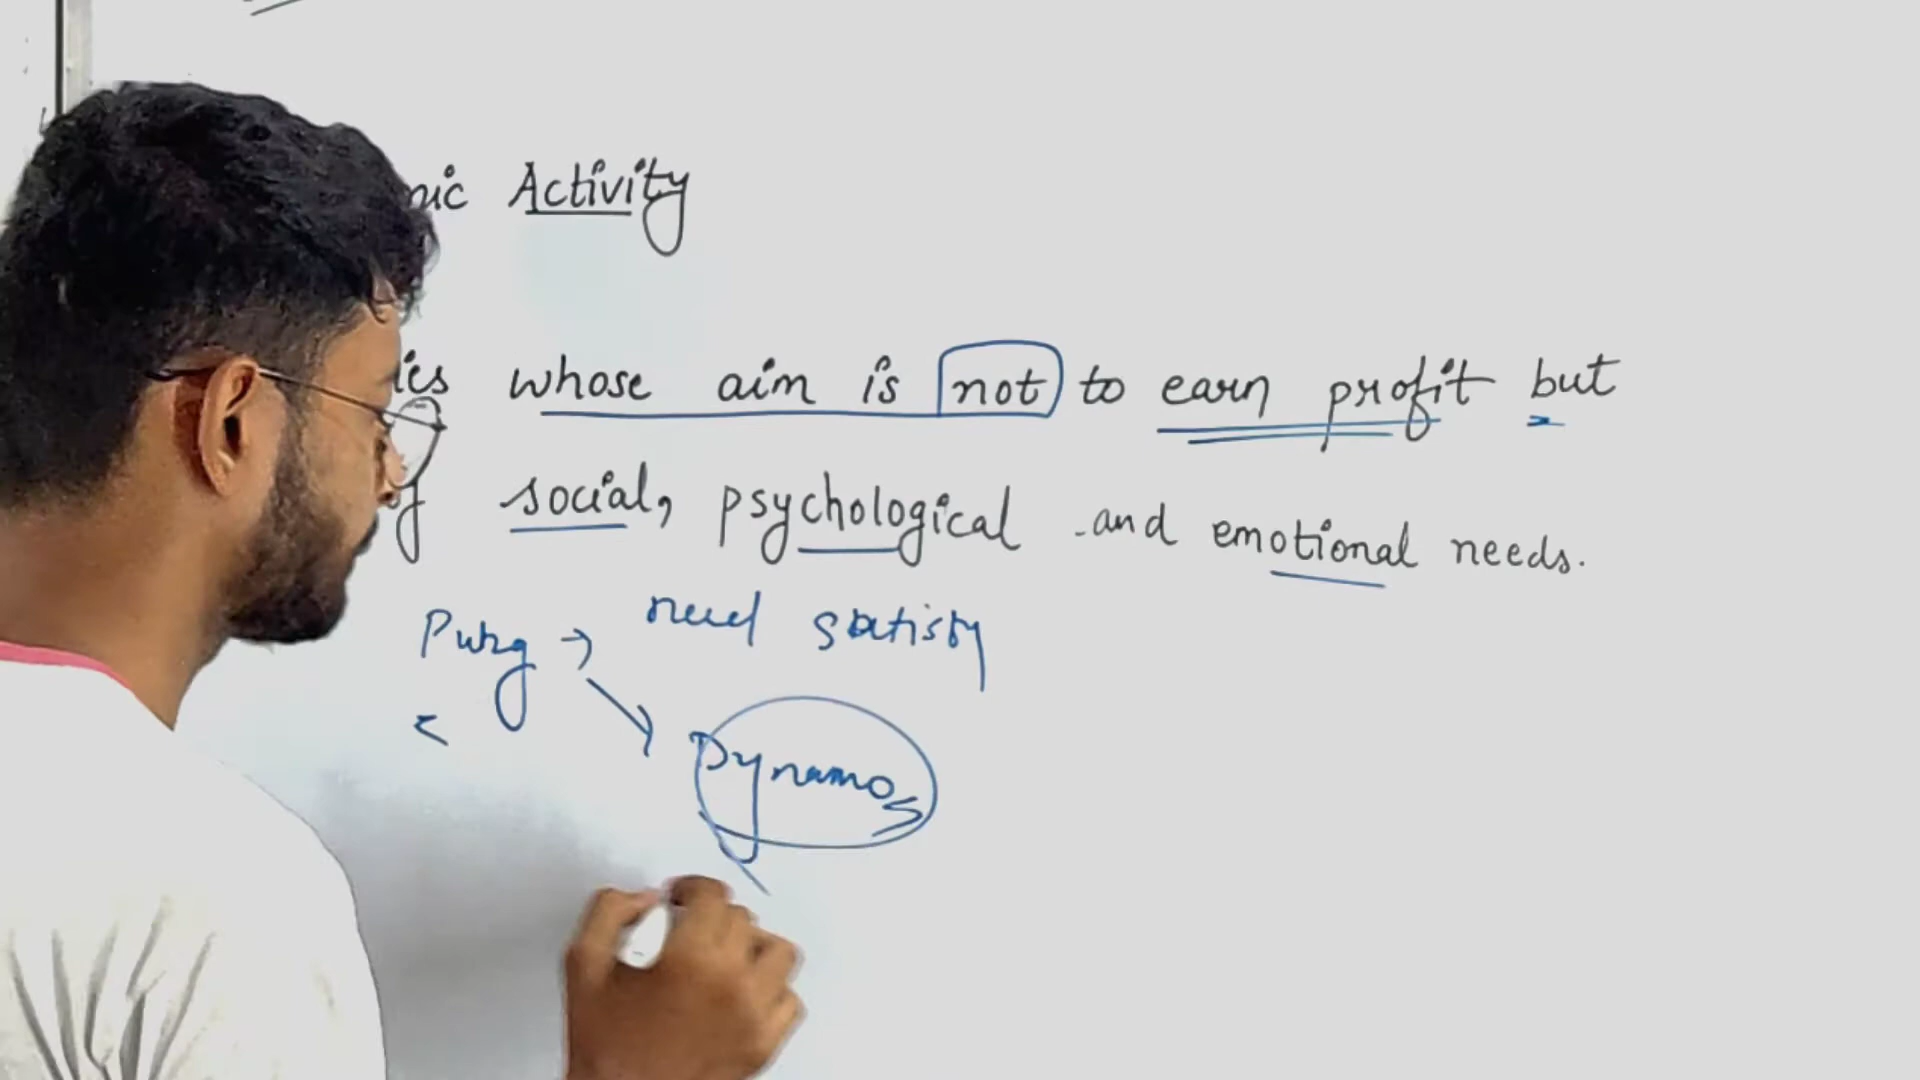 nic Activity
ies whose aim is not to earn profit but
social, psychological and emotional needs.
need satisfy
Pubg →
Dynamos